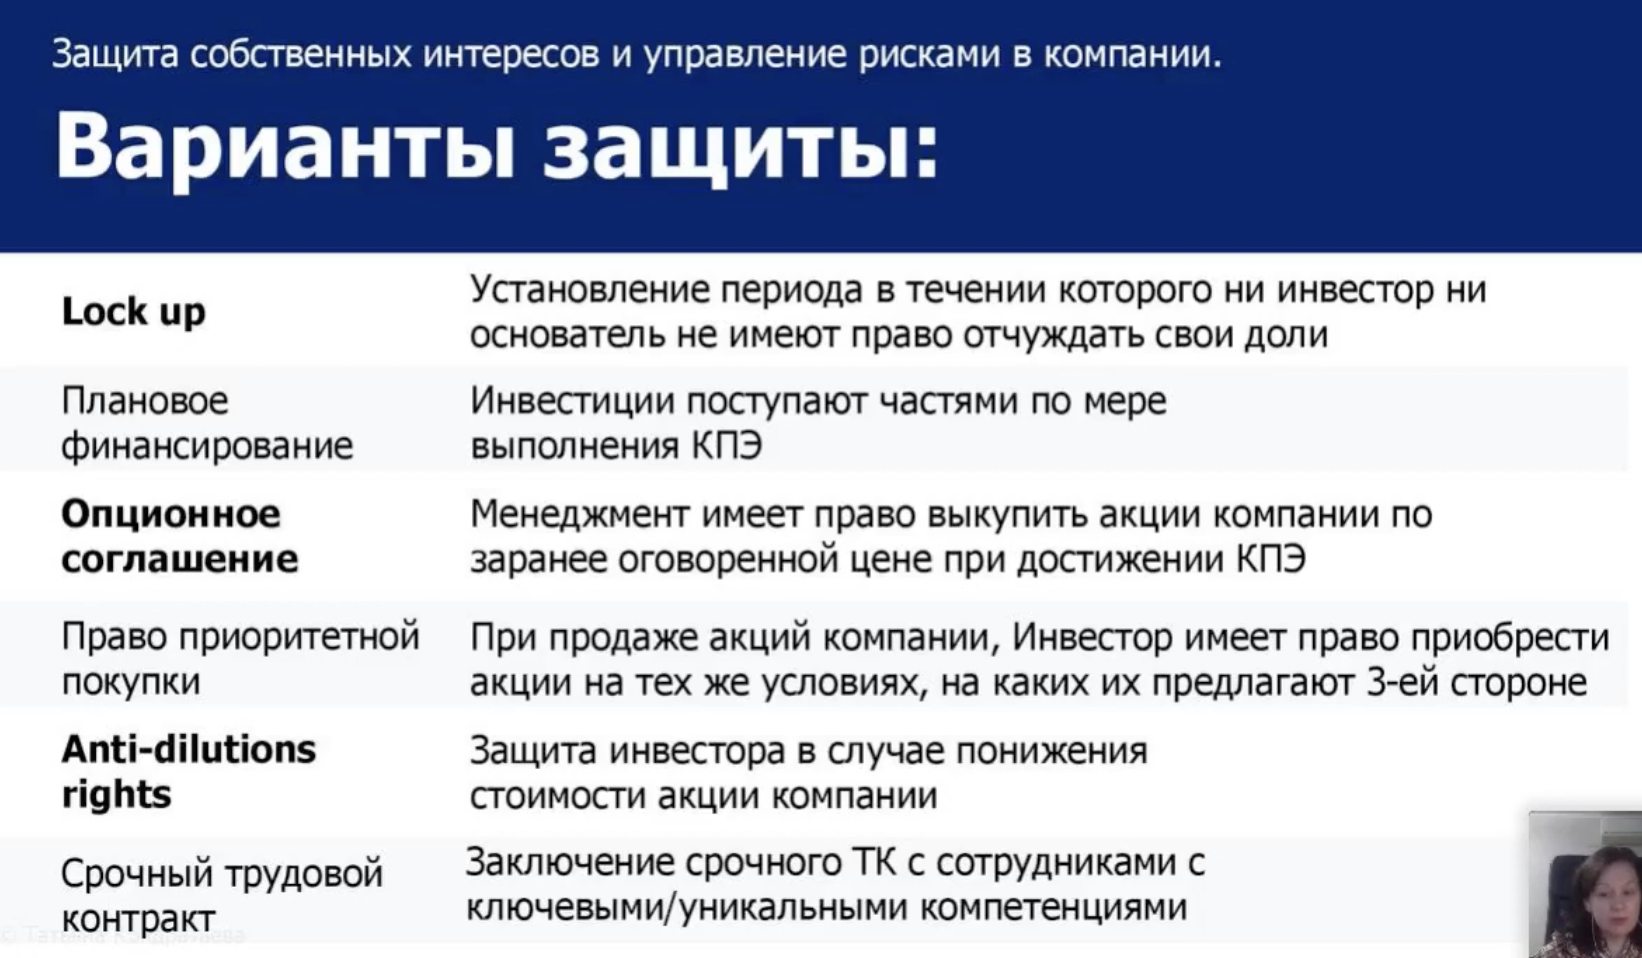 Защита собственных интересов и управление рисками в компании.
Варианты защиты:
Lock up
Установление периода в течении которого ни инвестор ни
основатель не имеют право отчуждать свои доли
Плановое
финансирование
Инвестиции поступают частями по мере
выполнения КПЭ
Опционное
соглашение
Менеджмент имеет право выкупить акции компании по
заранее оговоренной цене при достижении КПЭ
Право приоритетной
покупки
При продаже акций компании, Инвестор имеет право приобрести
акции на тех же условиях, на каких их предлагают 3-ей стороне
Anti-dilutions
rights
Защита инвестора в случае понижения
стоимости акции компании
Срочный трудовой
контракт
Заключение срочного ТК с сотрудниками с
ключевыми/уникальными компетенциями
© Татьяна